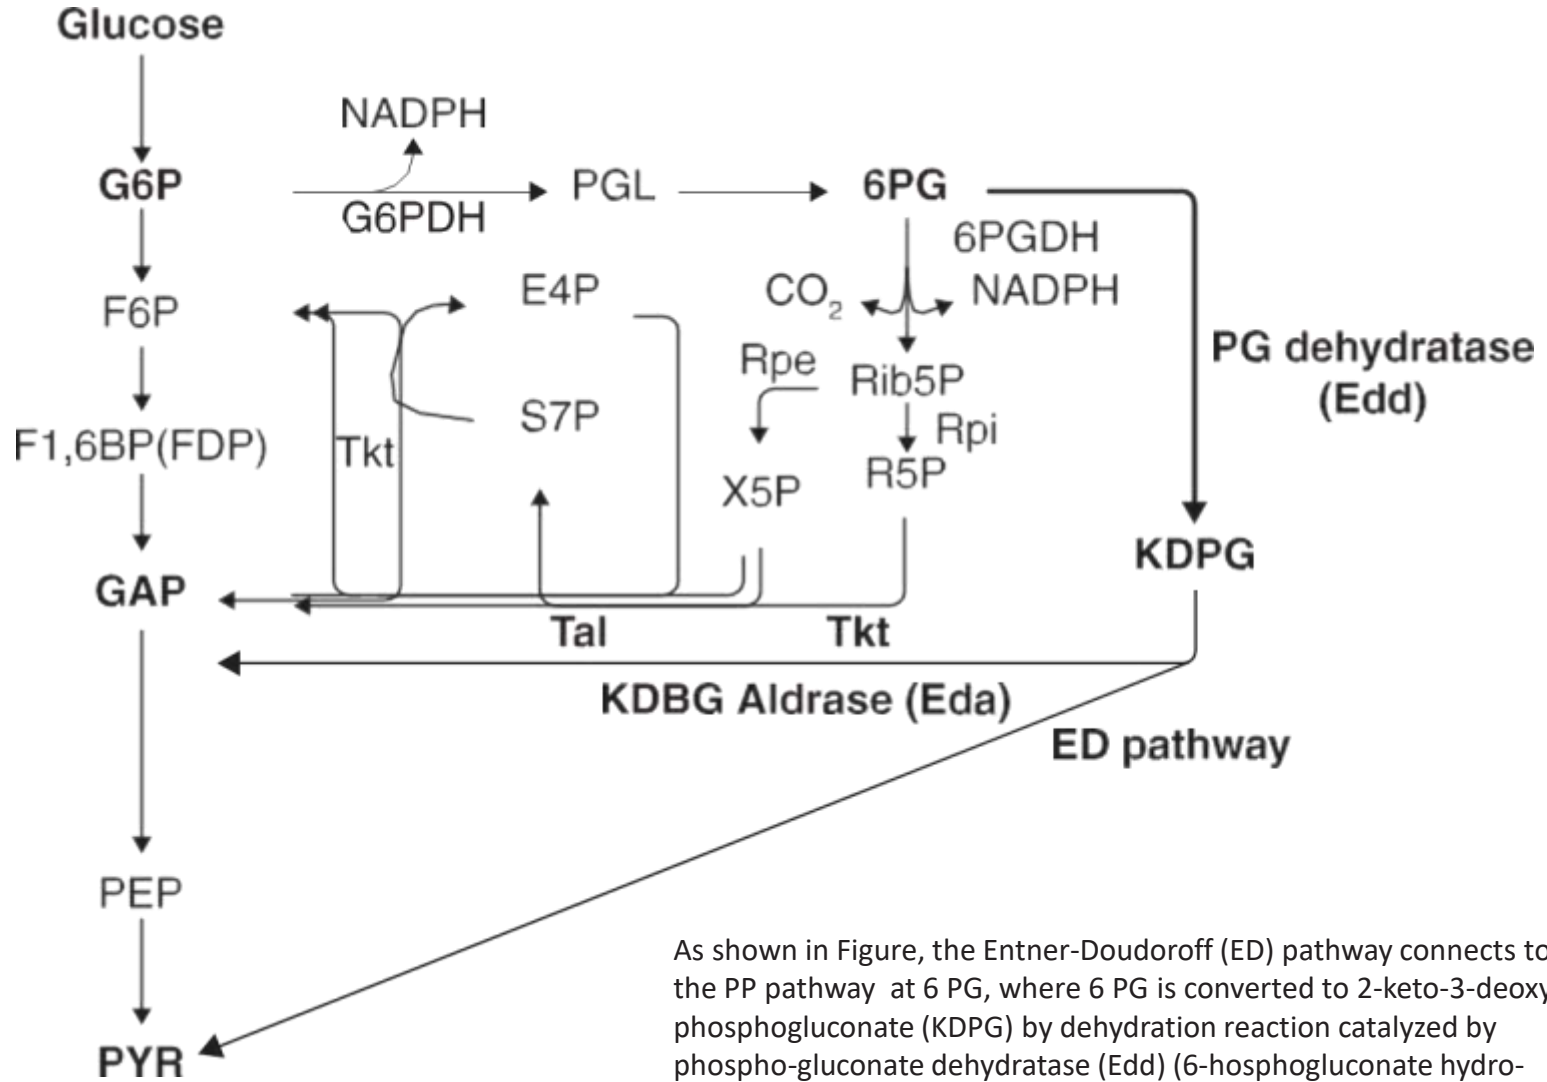 Glucose
NADPH
G6P
PGL
6PG
G6PDH
6PGDH
E4P
CO2
NADPH
F6P
PG dehydratase
(Edd)
Rpe
Rib5P
S7P
Rpi
F1,6BP(FDP)
Tkt
R5P
X5P
KDPG
GAP
Tal
Tkt
KDBG Aldrase (Eda)
ED pathway
PEP
As shown in Figure, the Entner-Doudoroff (ED) pathway connects to
the PP pathway at 6 PG, where 6 PG is converted to 2-keto-3-deoxy
phosphogluconate (KDPG) by dehydration reaction catalyzed by
phospho-gluconate dehydratase (Edd) (6-hosphogluconate hydro-
PYR